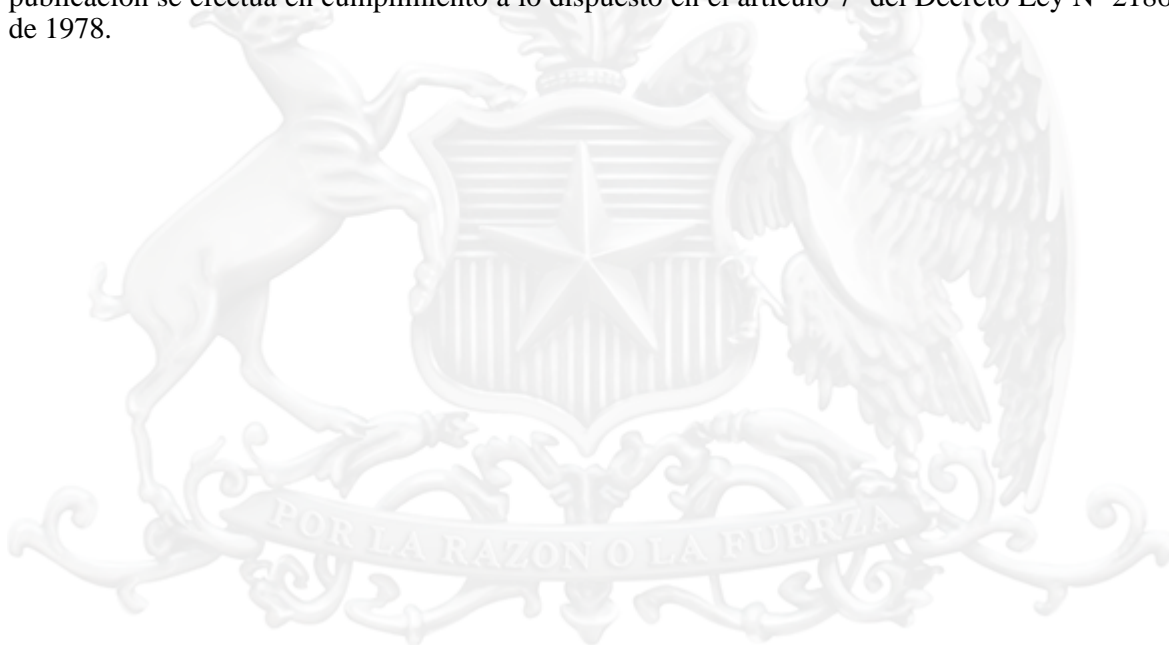 publicación se efectúa en cumplimiento a lo dispuesto en el artículo 7° del Decreto Ley N° 2186
de 1978.
POR LA RAZON O LA FUERZA